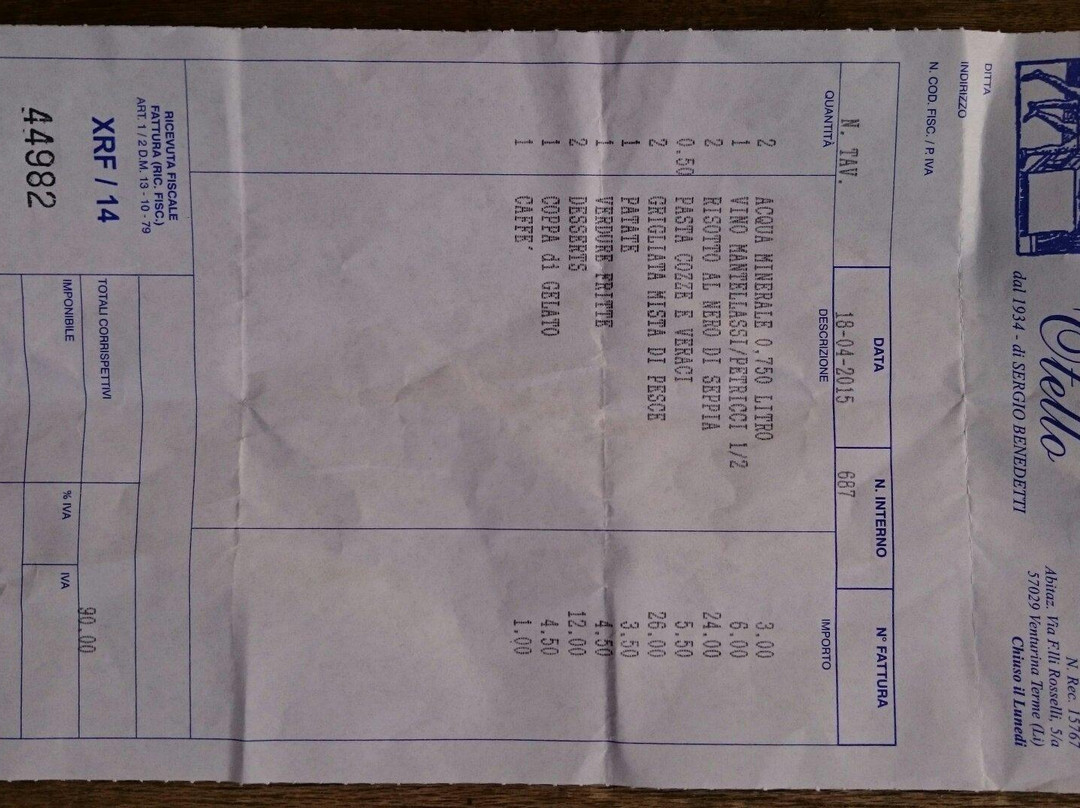 Otello
dal 1934 - di SERGIO BENEDETTI
N. Rec. 15767
Abitaz. Via F.lli Rosselli, 5/a
57029 Venturina Terme (Li)
Chiuso il Lunedì
DITTA
INDIRIZZO
N. COD. FISC. / P. IVA
DATA N. INTERNO N° FATTURA
N. TAV. 18-04-2015 687
QUANTITÀ DESCRIZIONE IMPORTO
2 ACQUA MINERALE 0,750 LITRO 3.00
1 VINO MANTELLASSI/PETRICCI 1/2 6.00
2 RISOTTO AL NERO DI SEPPIA 24.00
0.50 PASTA COZZE E VERACI 5.50
2 GRIGLIATA MISTA DI PESCE 26.00
1 PATATE 3.50
1 VERDURE FRITTE 4.50
2 DESSERTS 12.00
1 COPPA di GELATO 4.50
1 CAFFE' 1.00
RICEVUTA FISCALE
FATTURA (RIC. FISC.)
ART. 1 / 2 D.M. 13 - 10 - 79
XRF / 14
44982
TOTALI CORRISPETTIVI 90.00
IMPONIBILE % IVA IVA